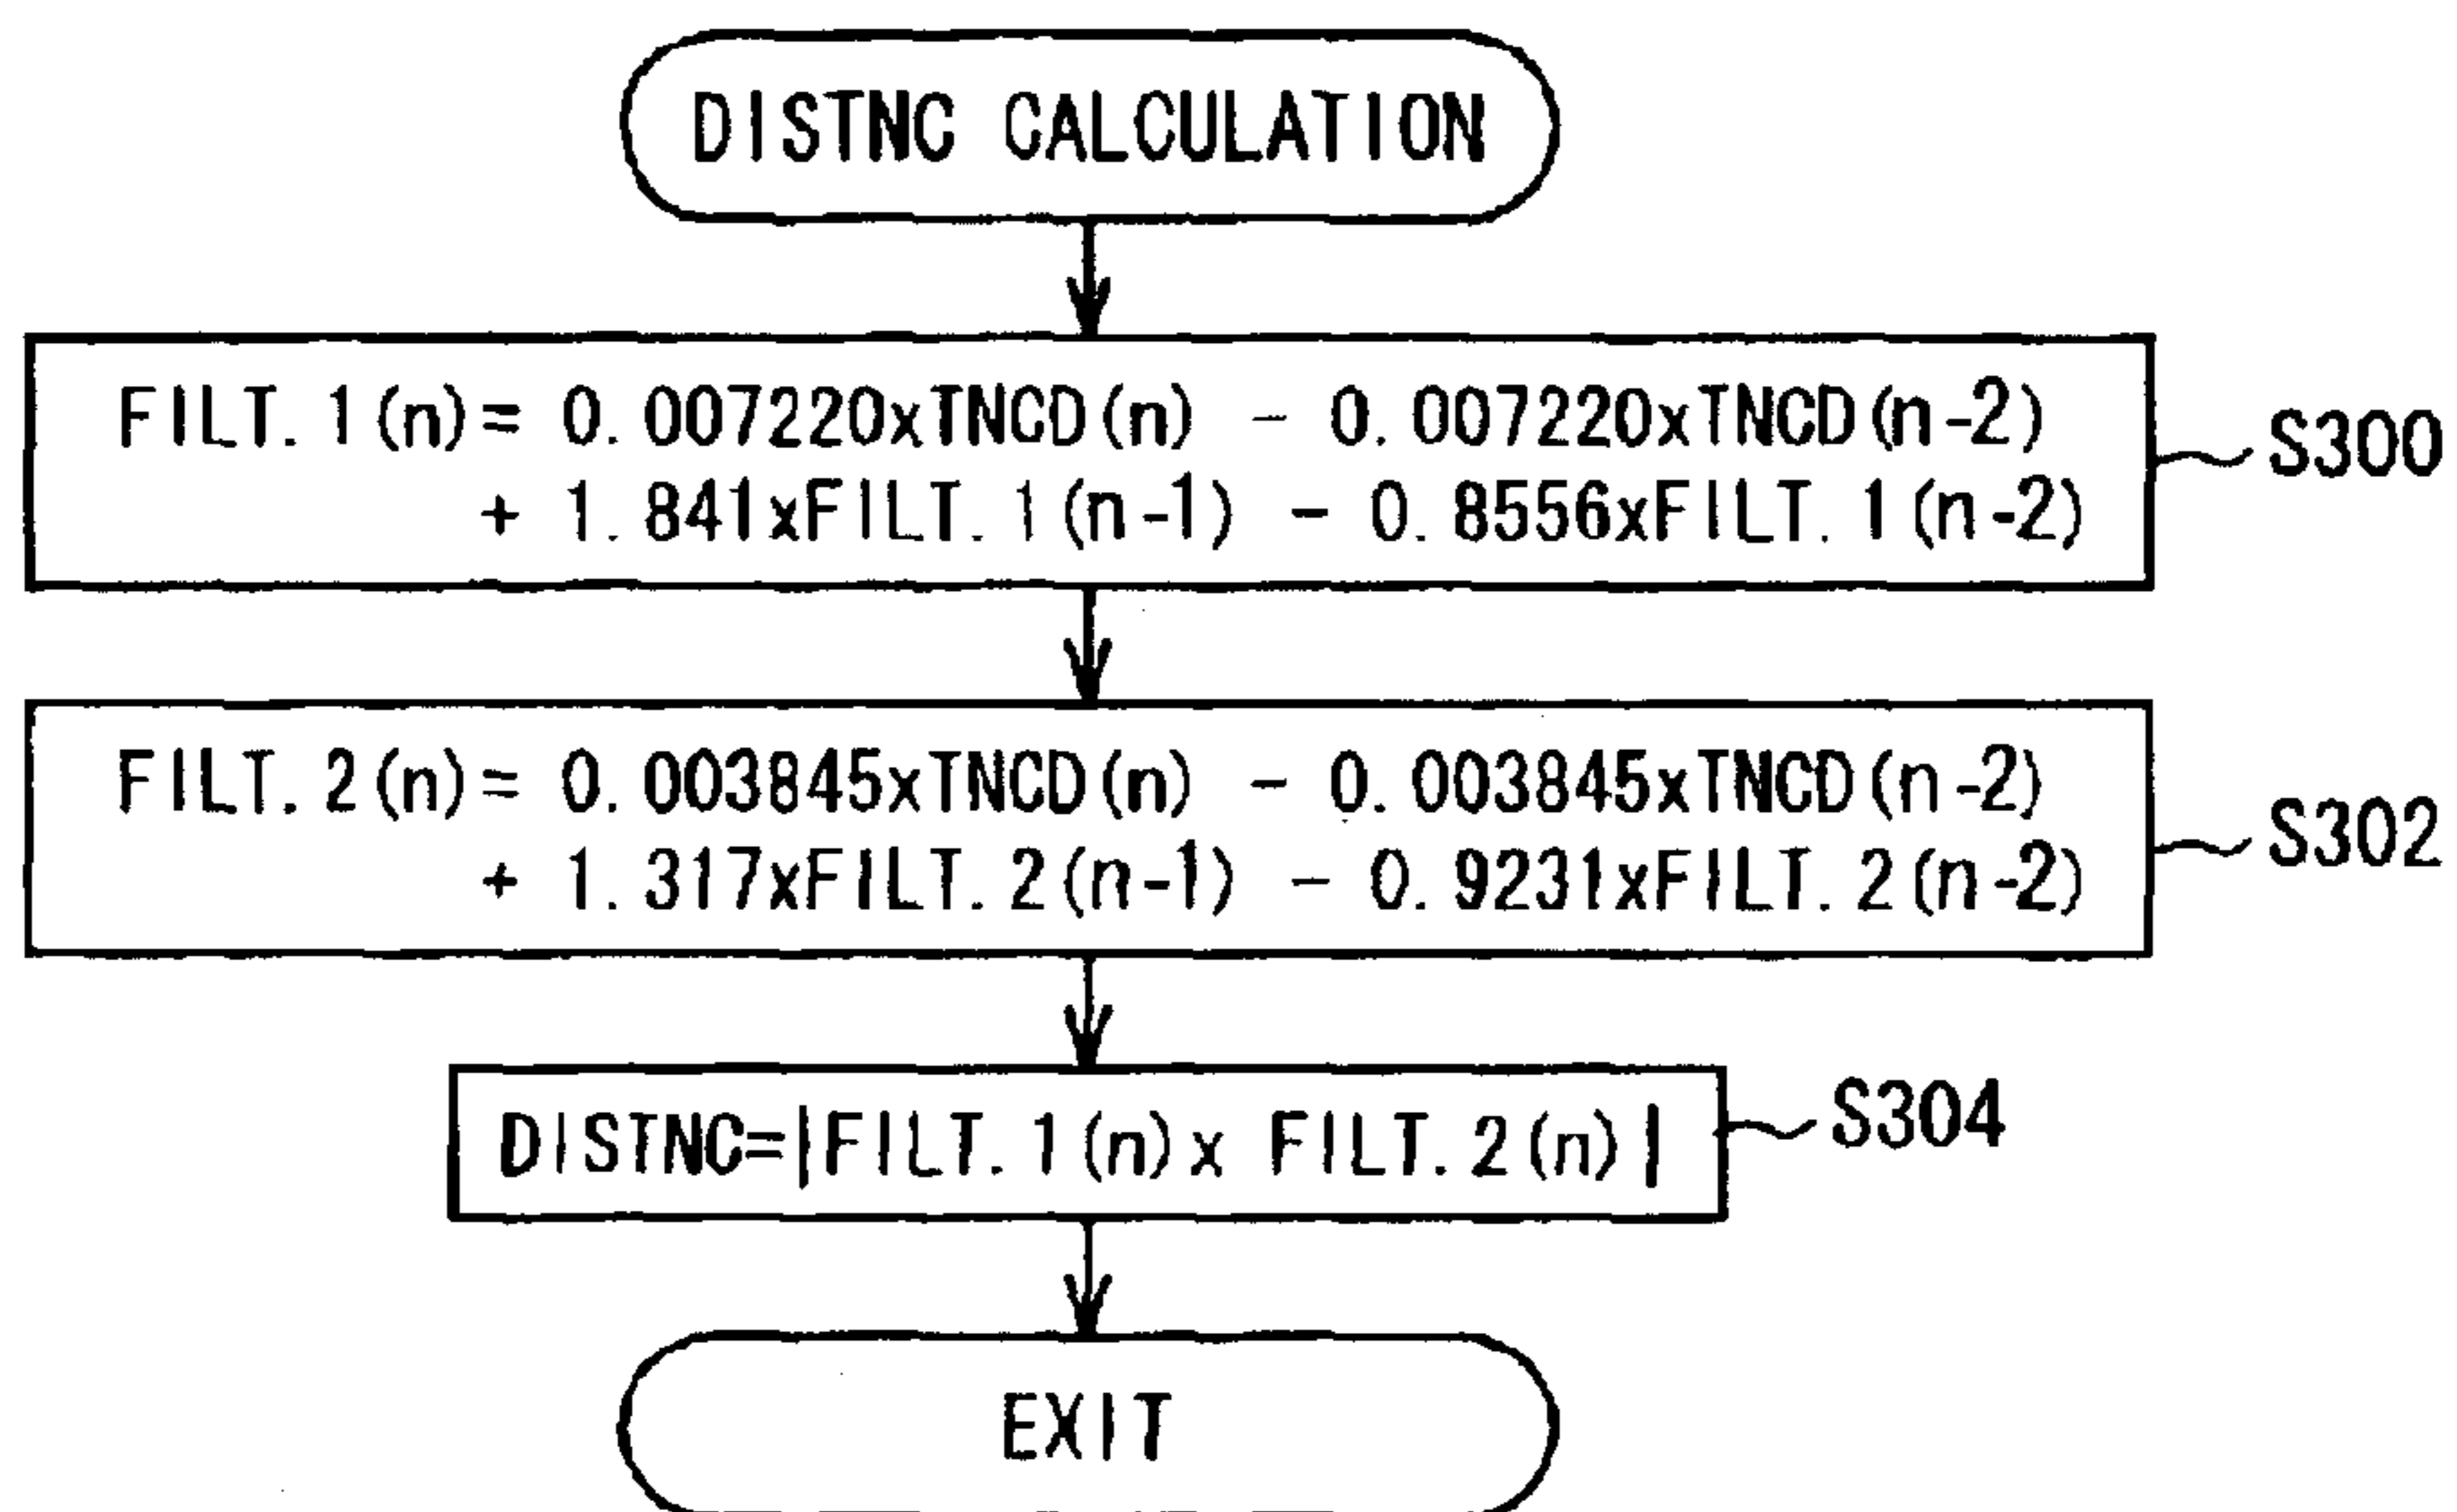 DISTNC CALCULATION
FILT. 1(n)= 0. 007220xTNCD(n) - 0. 007220xTNCD(n-2)
+ 1. 841xFILT. 1(n-1) - 0. 8556xFILT. 1(n-2)
S300
FILT. 2(n)= 0. 003845xTNCD(n) - 0. 003845xTNCD(n-2)
+ 1. 317xFILT. 2(n-1) - 0. 9231xFILT. 2(n-2)
S302
DISTNC=|FILT. 1(n)x FILT. 2(n)|
S304
EXIT